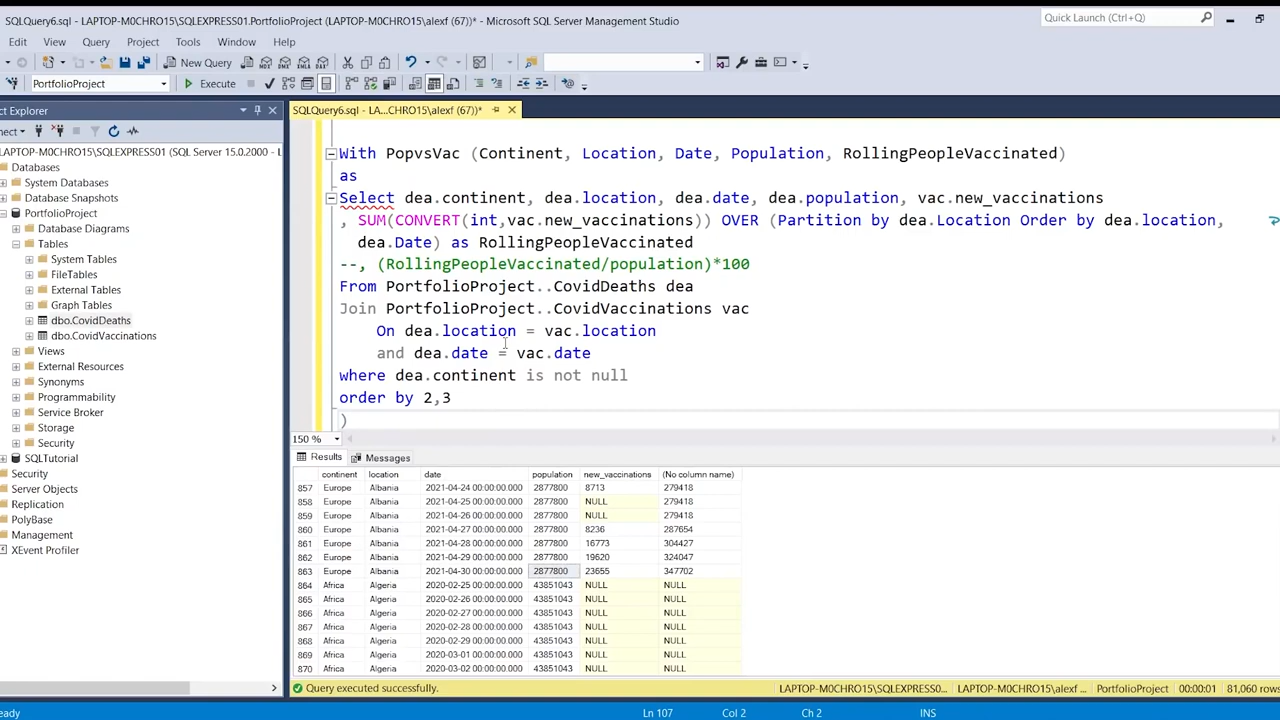 SQLQuery6.sql - LAPTOP-M0CHRO15\SQLEXPRESS01.PortfolioProject (LAPTOP-M0CHRO15\alexf (67))* - Microsoft SQL Server Management Studio
Quick Launch (Ctrl+Q)
Edit View Query Project Tools Window Help
New Query
PortfolioProject Execute
ct Explorer
SQLQuery6.sql - LA...CHRO15\alexf (67))*
nect
LAPTOP-M0CHRO15\SQLEXPRESS01 (SQL Server 15.0.2000 - L
Databases
System Databases
Database Snapshots
PortfolioProject
Database Diagrams
Tables
System Tables
FileTables
External Tables
Graph Tables
dbo.CovidDeaths
dbo.CovidVaccinations
Views
External Resources
Synonyms
Programmability
Service Broker
Storage
Security
SQLTutorial
Security
Server Objects
Replication
PolyBase
Management
XEvent Profiler
With PopvsVac (Continent, Location, Date, Population, RollingPeopleVaccinated)
as
Select dea.continent, dea.location, dea.date, dea.population, vac.new_vaccinations
, SUM(CONVERT(int,vac.new_vaccinations)) OVER (Partition by dea.Location Order by dea.location,
dea.Date) as RollingPeopleVaccinated
--, (RollingPeopleVaccinated/population)*100
From PortfolioProject..CovidDeaths dea
Join PortfolioProject..CovidVaccinations vac
On dea.location = vac.location
and dea.date = vac.date
where dea.continent is not null
order by 2,3
)
150 %
Results Messages
continent location date population new_vaccinations (No column name)
857 Europe Albania 2021-04-24 00:00:00.000 2877800 8713 279418
858 Europe Albania 2021-04-25 00:00:00.000 2877800 NULL 279418
859 Europe Albania 2021-04-26 00:00:00.000 2877800 NULL 279418
860 Europe Albania 2021-04-27 00:00:00.000 2877800 8236 287654
861 Europe Albania 2021-04-28 00:00:00.000 2877800 16773 304427
862 Europe Albania 2021-04-29 00:00:00.000 2877800 19620 324047
863 Europe Albania 2021-04-30 00:00:00.000 2877800 23655 347702
864 Africa Algeria 2020-02-25 00:00:00.000 43851043 NULL NULL
865 Africa Algeria 2020-02-26 00:00:00.000 43851043 NULL NULL
866 Africa Algeria 2020-02-27 00:00:00.000 43851043 NULL NULL
867 Africa Algeria 2020-02-28 00:00:00.000 43851043 NULL NULL
868 Africa Algeria 2020-02-29 00:00:00.000 43851043 NULL NULL
869 Africa Algeria 2020-03-01 00:00:00.000 43851043 NULL NULL
870 Africa Algeria 2020-03-02 00:00:00.000 43851043 NULL NULL
Query executed successfully. LAPTOP-M0CHRO15\SQLEXPRESS0... LAPTOP-M0CHRO15\alexf ... PortfolioProject 00:00:01 81,060 rows
eady Ln 107 Col 2 Ch 2 INS